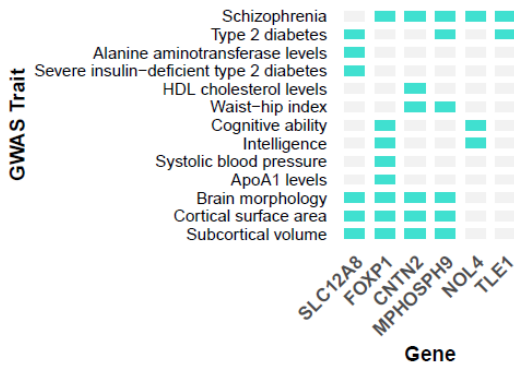 GWAS Trait
Schizophrenia
Type 2 diabetes
Alanine aminotransferase levels
Severe insulin−deficient type 2 diabetes
HDL cholesterol levels
Waist−hip index
Cognitive ability
Intelligence
Systolic blood pressure
ApoA1 levels
Brain morphology
Cortical surface area
Subcortical volume
SLC12A8
FOXP1
CNTN2
MPHOSPH9
NOL4
TLE1
Gene